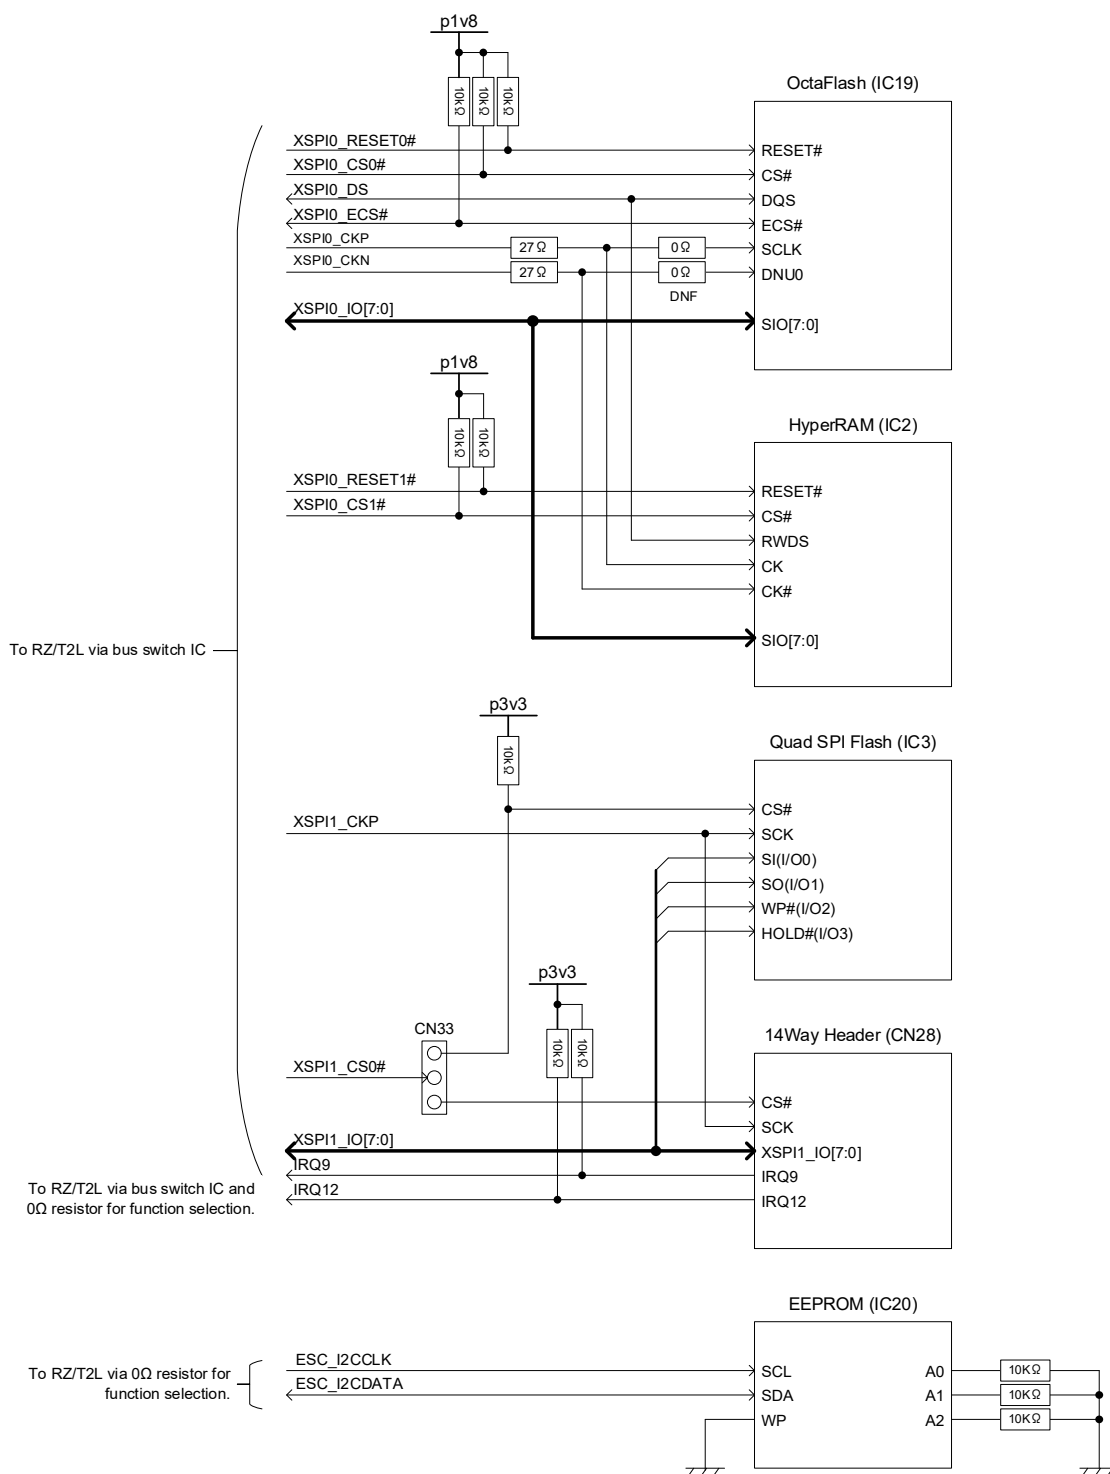 p1v8
10kΩ
10kΩ
10kΩ
OctaFlash (IC19)
XSPI0_RESET0#
RESET#
XSPI0_CS0#
CS#
XSPI0_DS
DQS
XSPI0_ECS#
ECS#
XSPI0_CKP
27Ω
0Ω
SCLK
XSPI0_CKN
27Ω
0Ω
DNU0
DNF
XSPI0_IO[7:0]
SIO[7:0]
p1v8
10kΩ
10kΩ
HyperRAM (IC2)
XSPI0_RESET1#
RESET#
XSPI0_CS1#
CS#
RWDS
CK
CK#
SIO[7:0]
To RZ/T2L via bus switch IC
p3v3
10kΩ
Quad SPI Flash (IC3)
CS#
XSPI1_CKP
SCK
SI(I/O0)
SO(I/O1)
WP#(I/O2)
HOLD#(I/O3)
p3v3
10kΩ
10kΩ
CN33
14Way Header (CN28)
XSPI1_CS0#
CS#
SCK
XSPI1_IO[7:0]
XSPI1_IO[7:0]
IRQ9
IRQ9
IRQ12
IRQ12
To RZ/T2L via bus switch IC and
0Ω resistor for function selection.
EEPROM (IC20)
ESC_I2CCLK
SCL
A0
10KΩ
ESC_I2CDATA
SDA
A1
10KΩ
WP
A2
10KΩ
To RZ/T2L via 0Ω resistor for
function selection.